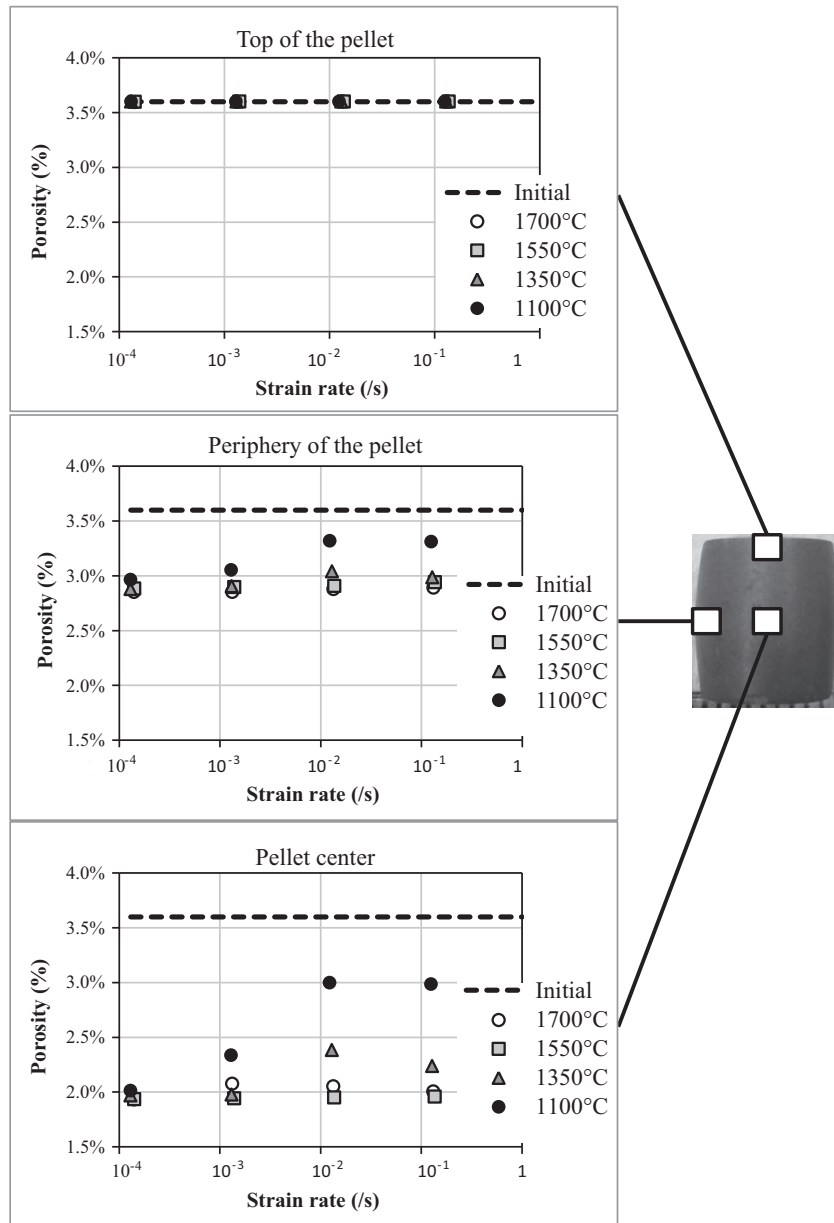 Top of the pellet
4.0%
3.5%
3.0%
2.5%
2.0%
1.5%
Porosity (%)
10-4
10-3
10-2
10-1
1
Strain rate (/s)
Initial
1700°C
1550°C
1350°C
1100°C
Periphery of the pellet
4.0%
3.5%
3.0%
2.5%
2.0%
1.5%
Porosity (%)
10-4
10-3
10-2
10-1
1
Strain rate (/s)
Initial
1700°C
1550°C
1350°C
1100°C
Pellet center
4.0%
3.5%
3.0%
2.5%
2.0%
1.5%
Porosity (%)
10-4
10-3
10-2
10-1
1
Strain rate (/s)
Initial
1700°C
1550°C
1350°C
1100°C